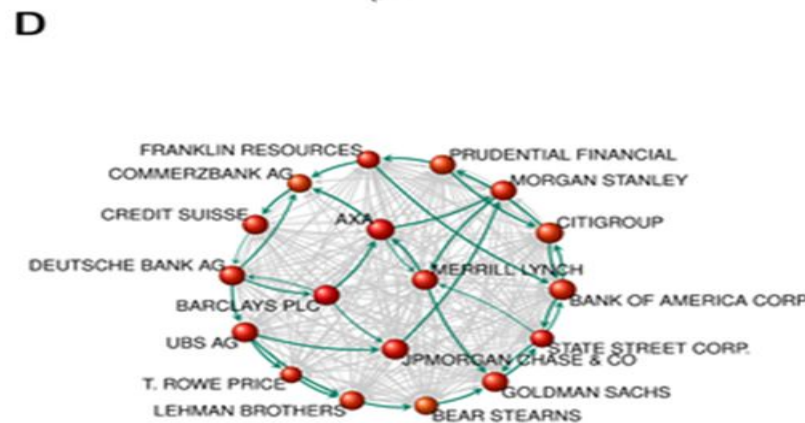 D
FRANKLIN RESOURCES
PRUDENTIAL FINANCIAL
COMMERZBANK AG
MORGAN STANLEY
CREDIT SUISSE
AXA
CITIGROUP
DEUTSCHE BANK AG
MERRILL LYNCH
BARCLAYS PLC
BANK OF AMERICA CORP
UBS AG
STATE STREET CORP.
JPMORGAN CHASE & CO
T. ROWE PRICE
GOLDMAN SACHS
LEHMAN BROTHERS
BEAR STEARNS